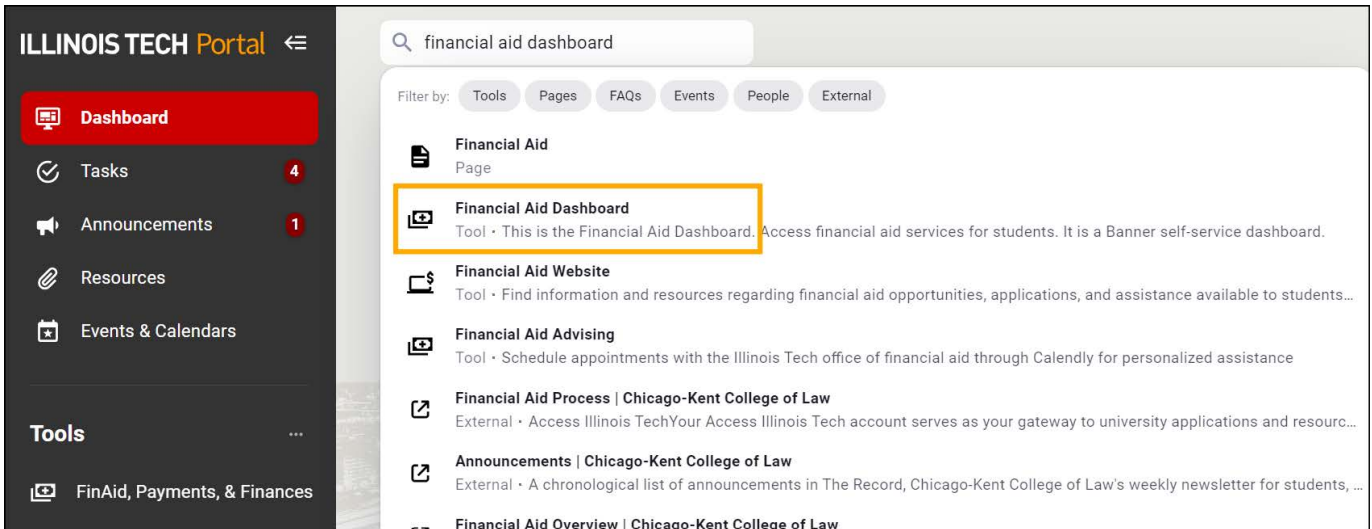 ILLINOIS TECH Portal
Dashboard
Tasks
4
Announcements
1
Resources
Events & Calendars
Tools
FinAid, Payments, & Finances
financial aid dashboard
Filter by:
Tools
Pages
FAQs
Events
People
External
Financial Aid
Page
Financial Aid Dashboard
Tool • This is the Financial Aid Dashboard. Access financial aid services for students. It is a Banner self-service dashboard.
Financial Aid Website
Tool • Find information and resources regarding financial aid opportunities, applications, and assistance available to students…
Financial Aid Advising
Tool • Schedule appointments with the Illinois Tech office of financial aid through Calendly for personalized assistance
Financial Aid Process | Chicago-Kent College of Law
External • Access Illinois TechYour Access Illinois Tech account serves as your gateway to university applications and resourc…
Announcements | Chicago-Kent College of Law
External • A chronological list of announcements in The Record, Chicago-Kent College of Law's weekly newsletter for students, …
Financial Aid Overview | Chicago-Kent College of Law